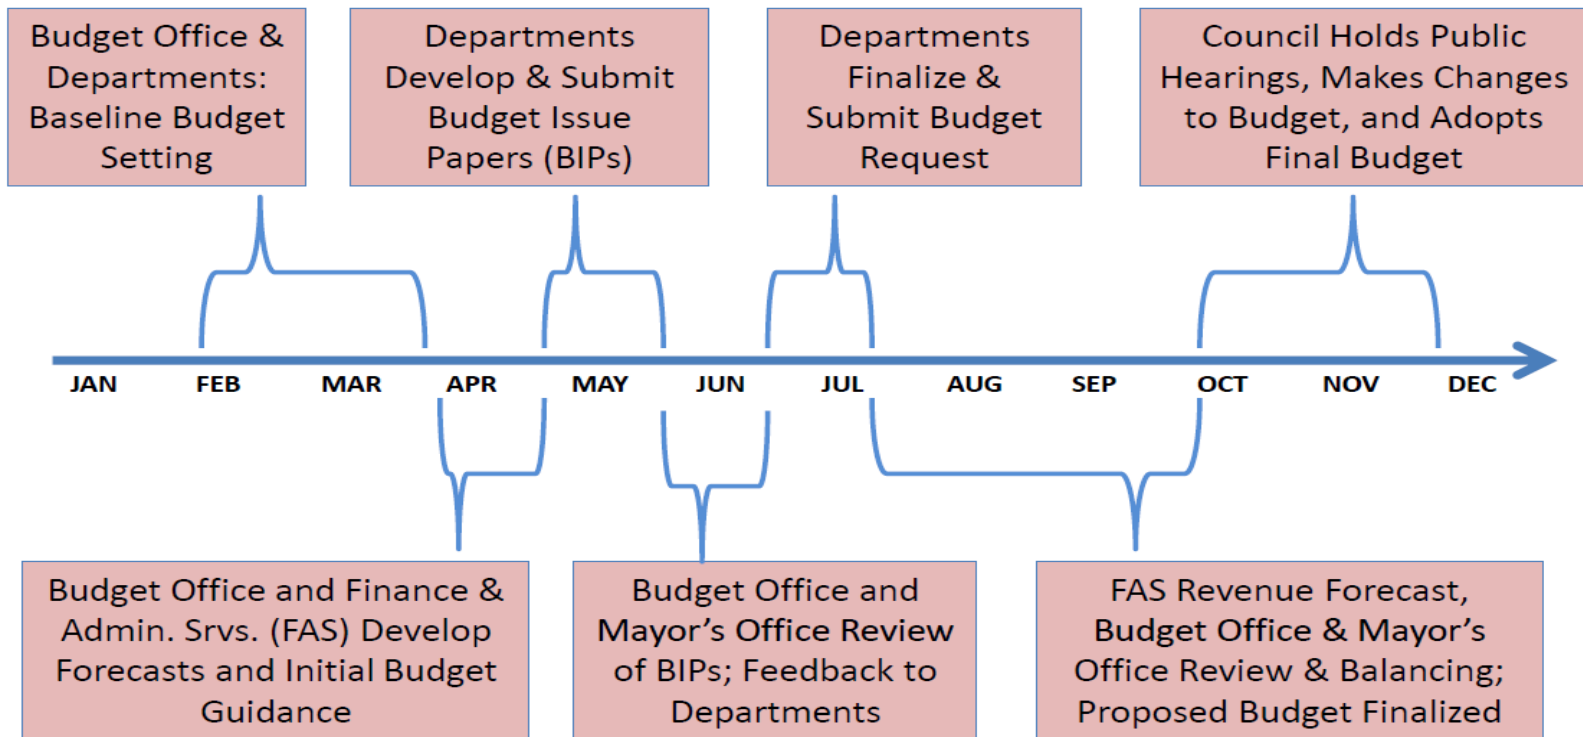 Budget Office &
Departments:
Baseline Budget
Setting
Departments
Develop & Submit
Budget Issue
Papers (BIPs)
Departments
Finalize &
Submit Budget
Request
Council Holds Public
Hearings, Makes Changes
to Budget, and Adopts
Final Budget
JAN FEB MAR APR MAY JUN JUL AUG SEP OCT NOV DEC
Budget Office and Finance &
Admin. Srvs. (FAS) Develop
Forecasts and Initial Budget
Guidance
Budget Office and
Mayor’s Office Review
of BIPs; Feedback to
Departments
FAS Revenue Forecast,
Budget Office & Mayor’s
Office Review & Balancing;
Proposed Budget Finalized